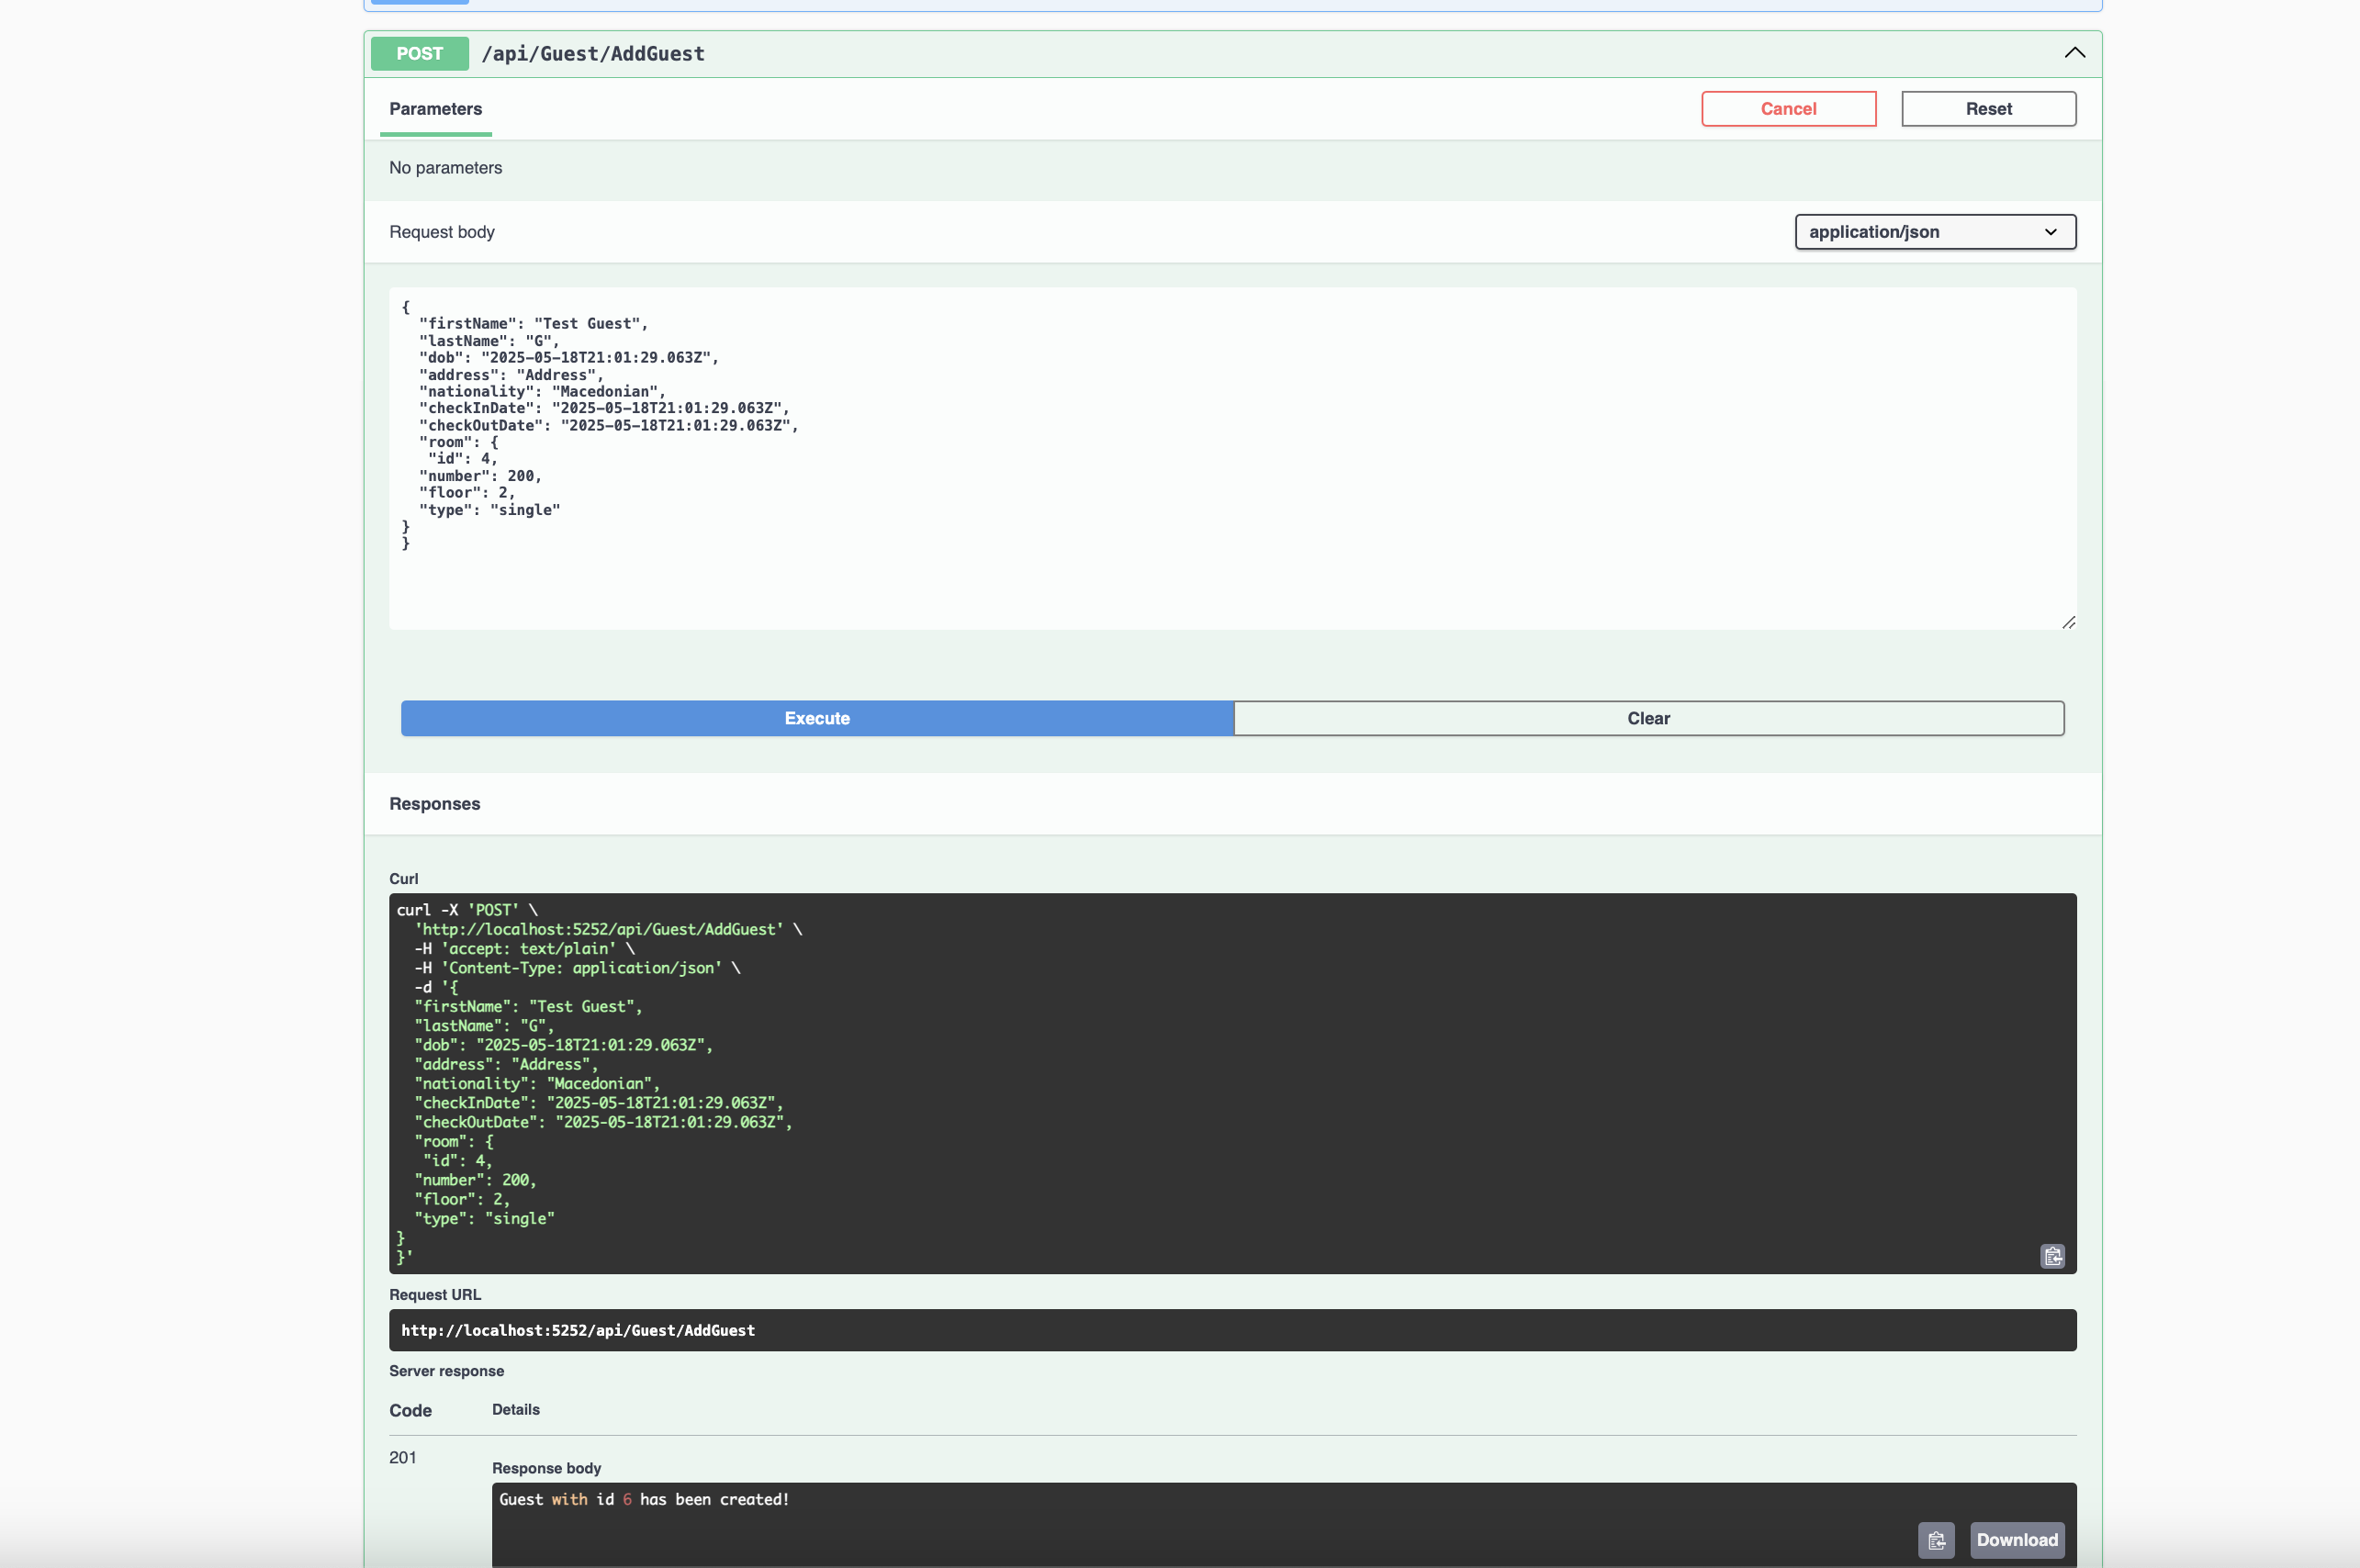 POST /api/Guest/AddGuest
Parameters
Cancel
Reset
No parameters
Request body
application/json
{
  "firstName": "Test Guest",
  "lastName": "G",
  "dob": "2025-05-18T21:01:29.063Z",
  "address": "Address",
  "nationality": "Macedonian",
  "checkInDate": "2025-05-18T21:01:29.063Z",
  "checkOutDate": "2025-05-18T21:01:29.063Z",
  "room": {
   "id": 4,
  "number": 200,
  "floor": 2,
  "type": "single"
}
}
Execute
Clear
Responses
Curl
curl -X 'POST' \
  'http://localhost:5252/api/Guest/AddGuest' \
  -H 'accept: text/plain' \
  -H 'Content-Type: application/json' \
  -d '{
  "firstName": "Test Guest",
  "lastName": "G",
  "dob": "2025-05-18T21:01:29.063Z",
  "address": "Address",
  "nationality": "Macedonian",
  "checkInDate": "2025-05-18T21:01:29.063Z",
  "checkOutDate": "2025-05-18T21:01:29.063Z",
  "room": {
   "id": 4,
  "number": 200,
  "floor": 2,
  "type": "single"
}
}'
Request URL
http://localhost:5252/api/Guest/AddGuest
Server response
Code
Details
201
Response body
Guest with id 6 has been created!
Download